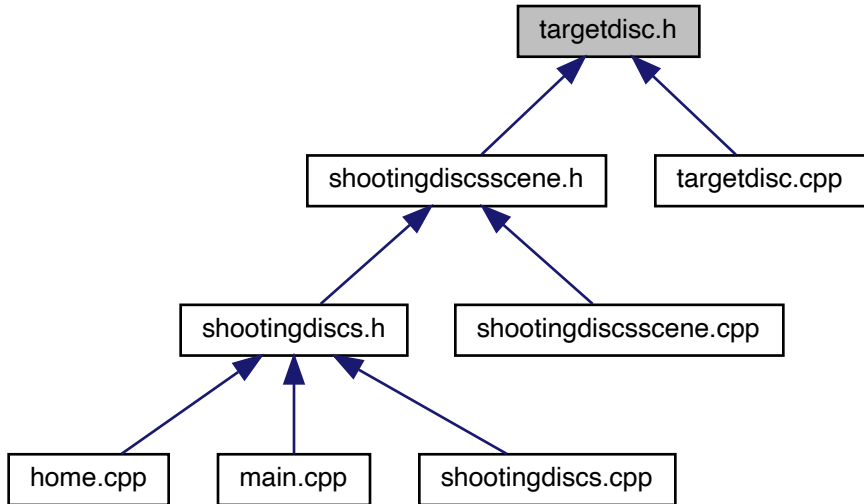 targetdisc.h
shootingdiscsscene.h
targetdisc.cpp
shootingdiscs.h
shootingdiscsscene.cpp
home.cpp
main.cpp
shootingdiscs.cpp